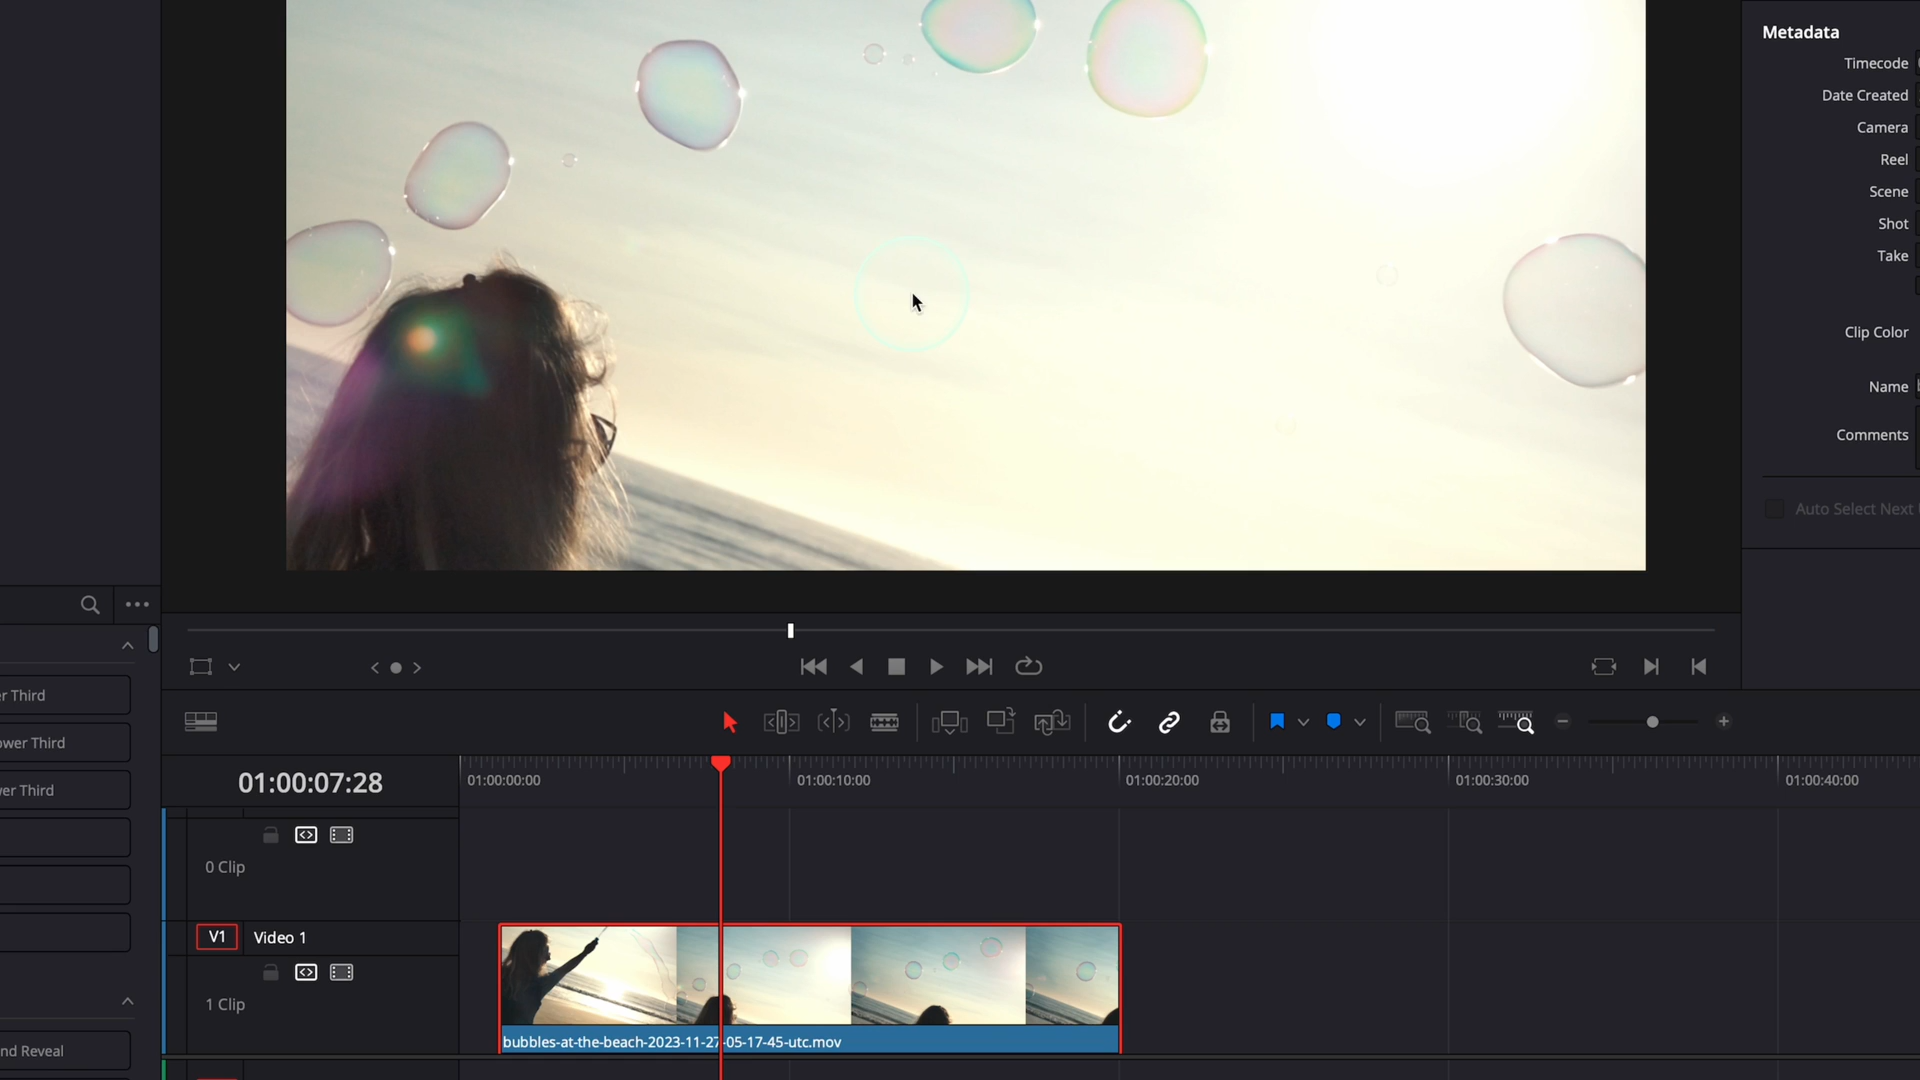 Metadata
Timecode
Date Created
Camera
Reel
Scene
Shot
Take
Clip Color
Name
Comments
Auto Select Next
er Third
ower Third
ver Third
nd Reveal
01:00:07:28
01:00:00:00
01:00:10:00
01:00:20:00
01:00:30:00
01:00:40:00
0 Clip
V1
Video 1
1 Clip
bubbles-at-the-beach-2023-11-27-05-17-45-utc.mov